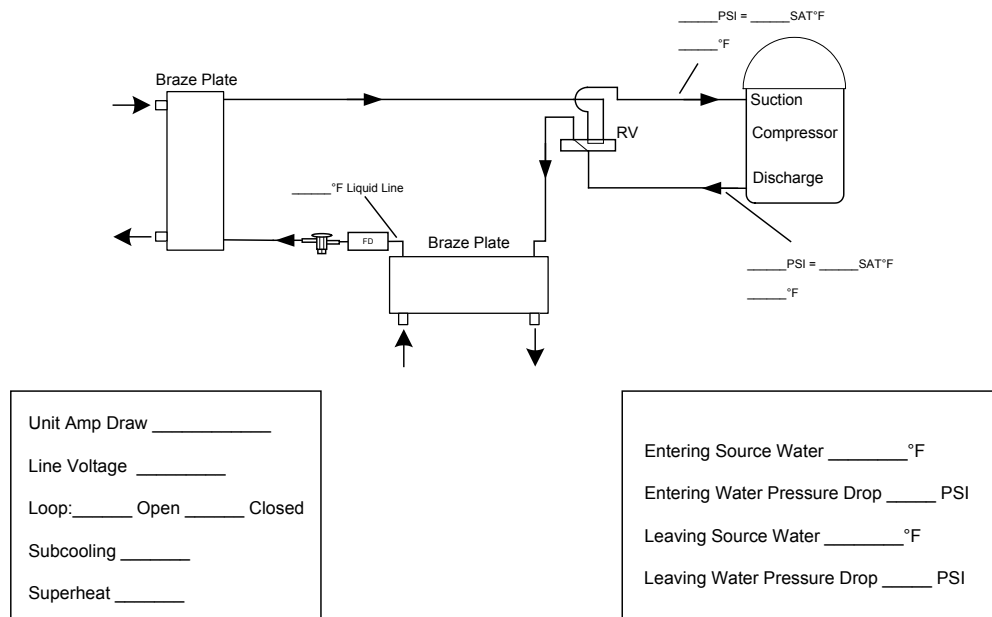 _____PSI = _____SAT°F
_____°F
Braze Plate
Suction
RV
Compressor
Discharge
_____°F Liquid Line
FD
Braze Plate
_____PSI = _____SAT°F
_____°F
Unit Amp Draw ____________
Line Voltage _________
Loop:______ Open ______ Closed
Subcooling _______
Superheat _______
Entering Source Water ________°F
Entering Water Pressure Drop _____ PSI
Leaving Source Water ________°F
Leaving Water Pressure Drop _____ PSI